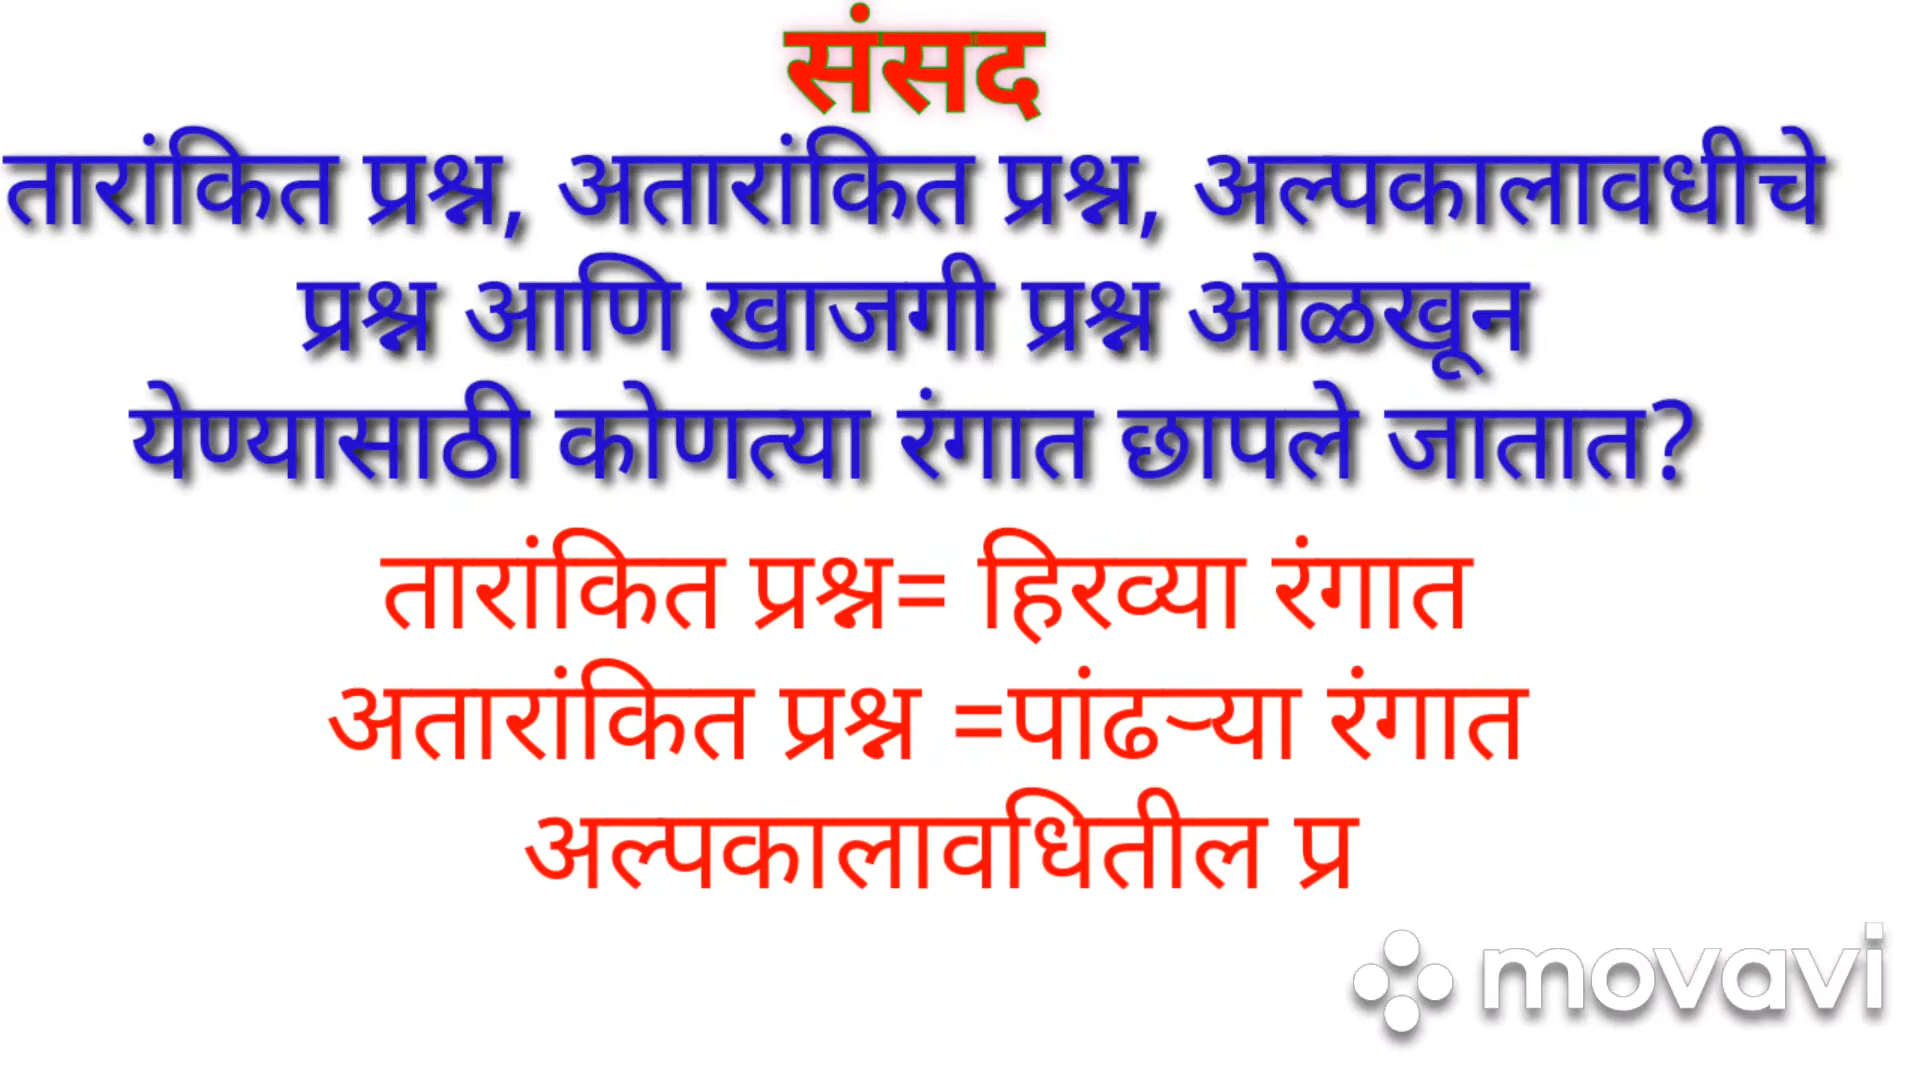 संसद
तारांकित प्रश्न, अतारांकित प्रश्न, अल्पकालावधीचे
प्रश्न आणि खाजगी प्रश्न ओळखून
येण्यासाठी कोणत्या रंगात छापले जातात?
तारांकित प्रश्न= हिरव्या रंगात
अतारांकित प्रश्न =पांढऱ्या रंगात
अल्पकालावधितील प्र
movavi